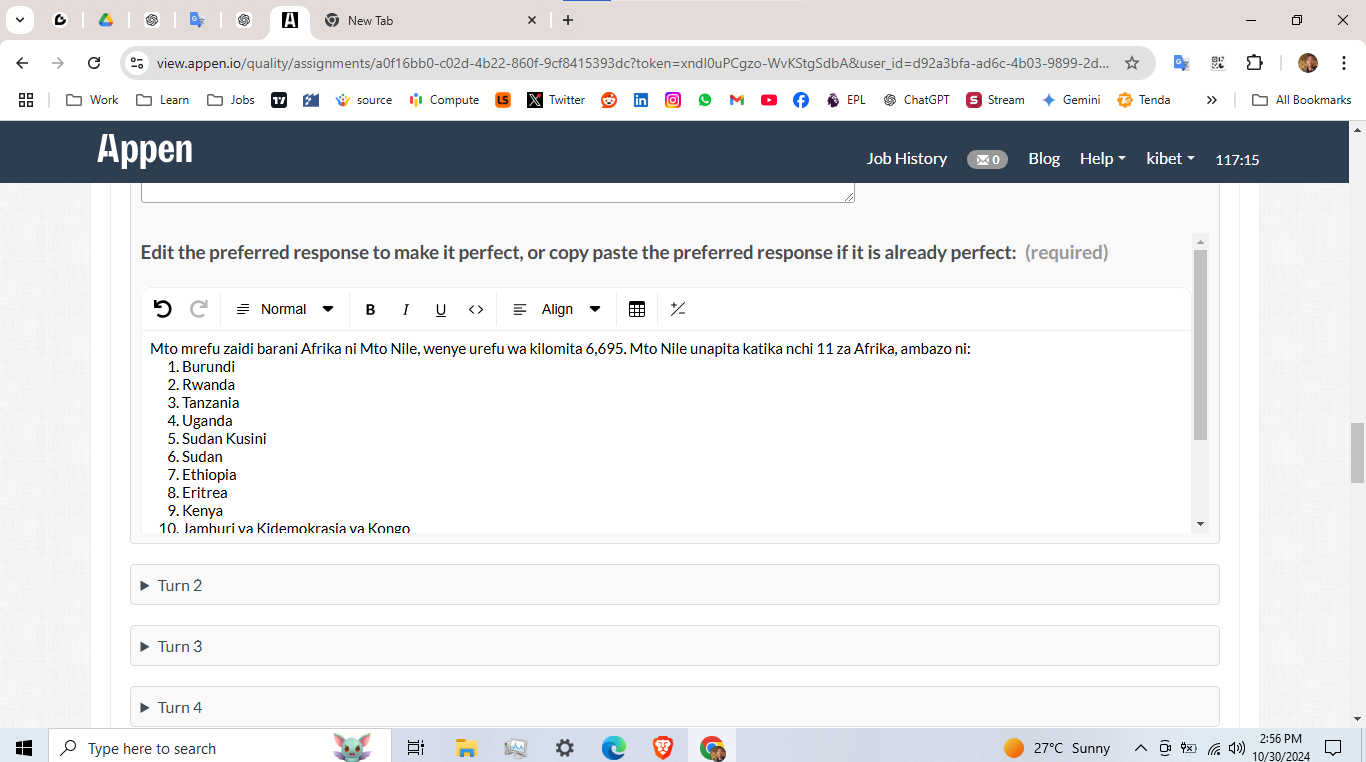 New Tab
view.appen.io/quality/assignments/a0f16bb0-c02d-4b22-860f-9cf8415393dc?token=xndI0uPCgzo-WvKStgSdbA&user_id=d92a3bfa-ad6c-4b03-9899-2d...
Work Learn Jobs source Compute Twitter EPL ChatGPT Stream Gemini Tenda » All Bookmarks
Appen
Job History 0 Blog Help kibet 117:15
Edit the preferred response to make it perfect, or copy paste the preferred response if it is already perfect: (required)
Normal B I U <> Align
Mto mrefu zaidi barani Afrika ni Mto Nile, wenye urefu wa kilomita 6,695. Mto Nile unapita katika nchi 11 za Afrika, ambazo ni:
1. Burundi
2. Rwanda
3. Tanzania
4. Uganda
5. Sudan Kusini
6. Sudan
7. Ethiopia
8. Eritrea
9. Kenya
10. Jamhuri ya Kidemokrasia ya Kongo
Turn 2
Turn 3
Turn 4
Type here to search
27°C Sunny
2:56 PM
10/30/2024